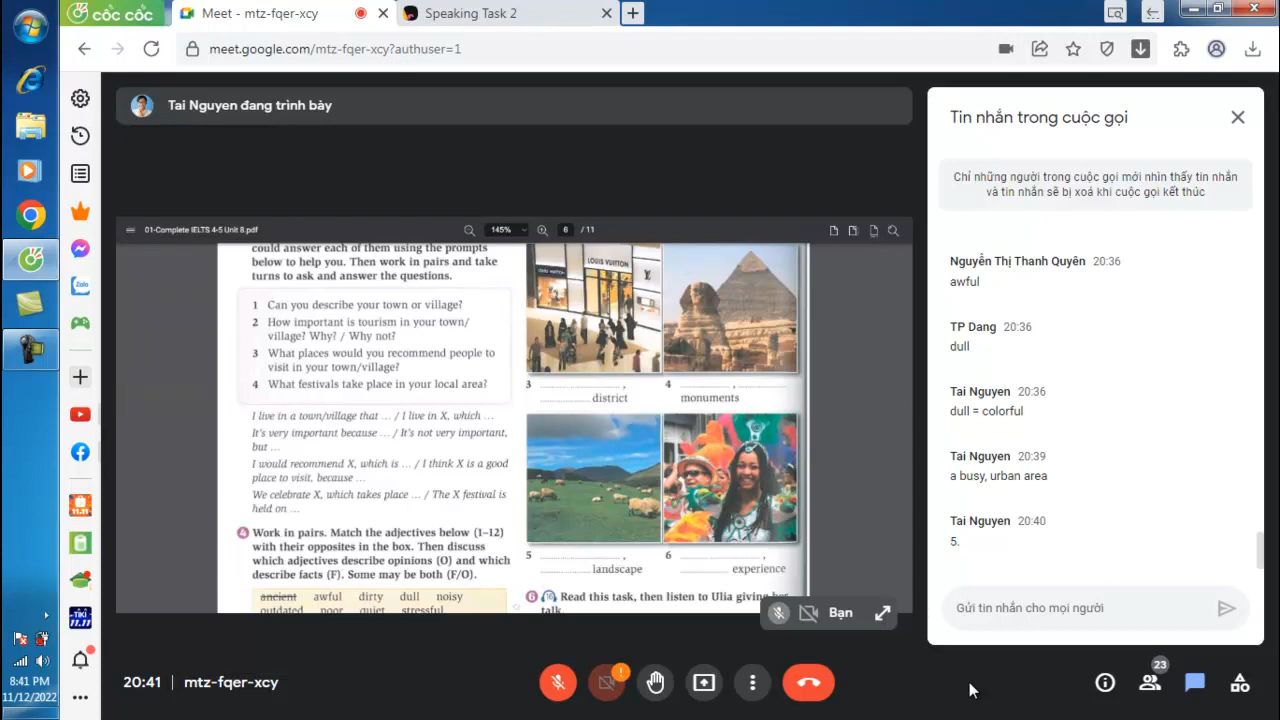 cốc cốc
Meet - mtz-fqer-xcy
Speaking Task 2
meet.google.com/mtz-fqer-xcy?authuser=1
Tai Nguyen đang trình bày
01-Complete IELTS 4-5 Unit 8.pdf
145%
6 / 11
could answer each of them using the prompts
below to help you. Then work in pairs and take
turns to ask and answer the questions.
1 Can you describe your town or village?
2 How important is tourism in your town/
village? Why? / Why not?
3 What places would you recommend people to
visit in your town/village?
4 What festivals take place in your local area?
I live in a town/village that ... / I live in X, which ...
It's very important because ... / It's not very important,
but ...
I would recommend X, which is ... / I think X is a good
place to visit, because ...
We celebrate X, which takes place ... / The X festival is
held on ...
4 Work in pairs. Match the adjectives below (1–12)
with their opposites in the box. Then discuss
which adjectives describe opinions (O) and which
describe facts (F). Some may be both (F/O).
ancient awful dirty dull noisy
outdated poor quiet stressful
LOUIS VUITTON
3 ,
district
4 ,
monuments
5 ,
landscape
6 ,
experience
6 Read this task, then listen to Ulia giving her
talk.
Bạn
Tin nhắn trong cuộc gọi
Chỉ những người trong cuộc gọi mới nhìn thấy tin nhắn
và tin nhắn sẽ bị xoá khi cuộc gọi kết thúc
Nguyễn Thị Thanh Quyên 20:36
awful
TP Dang 20:36
dull
Tai Nguyen 20:36
dull = colorful
Tai Nguyen 20:39
a busy, urban area
Tai Nguyen 20:40
5.
Gửi tin nhắn cho mọi người
20:41 | mtz-fqer-xcy
23
Zalo
11.11
TIKI
11.11
8:41 PM
11/12/2022